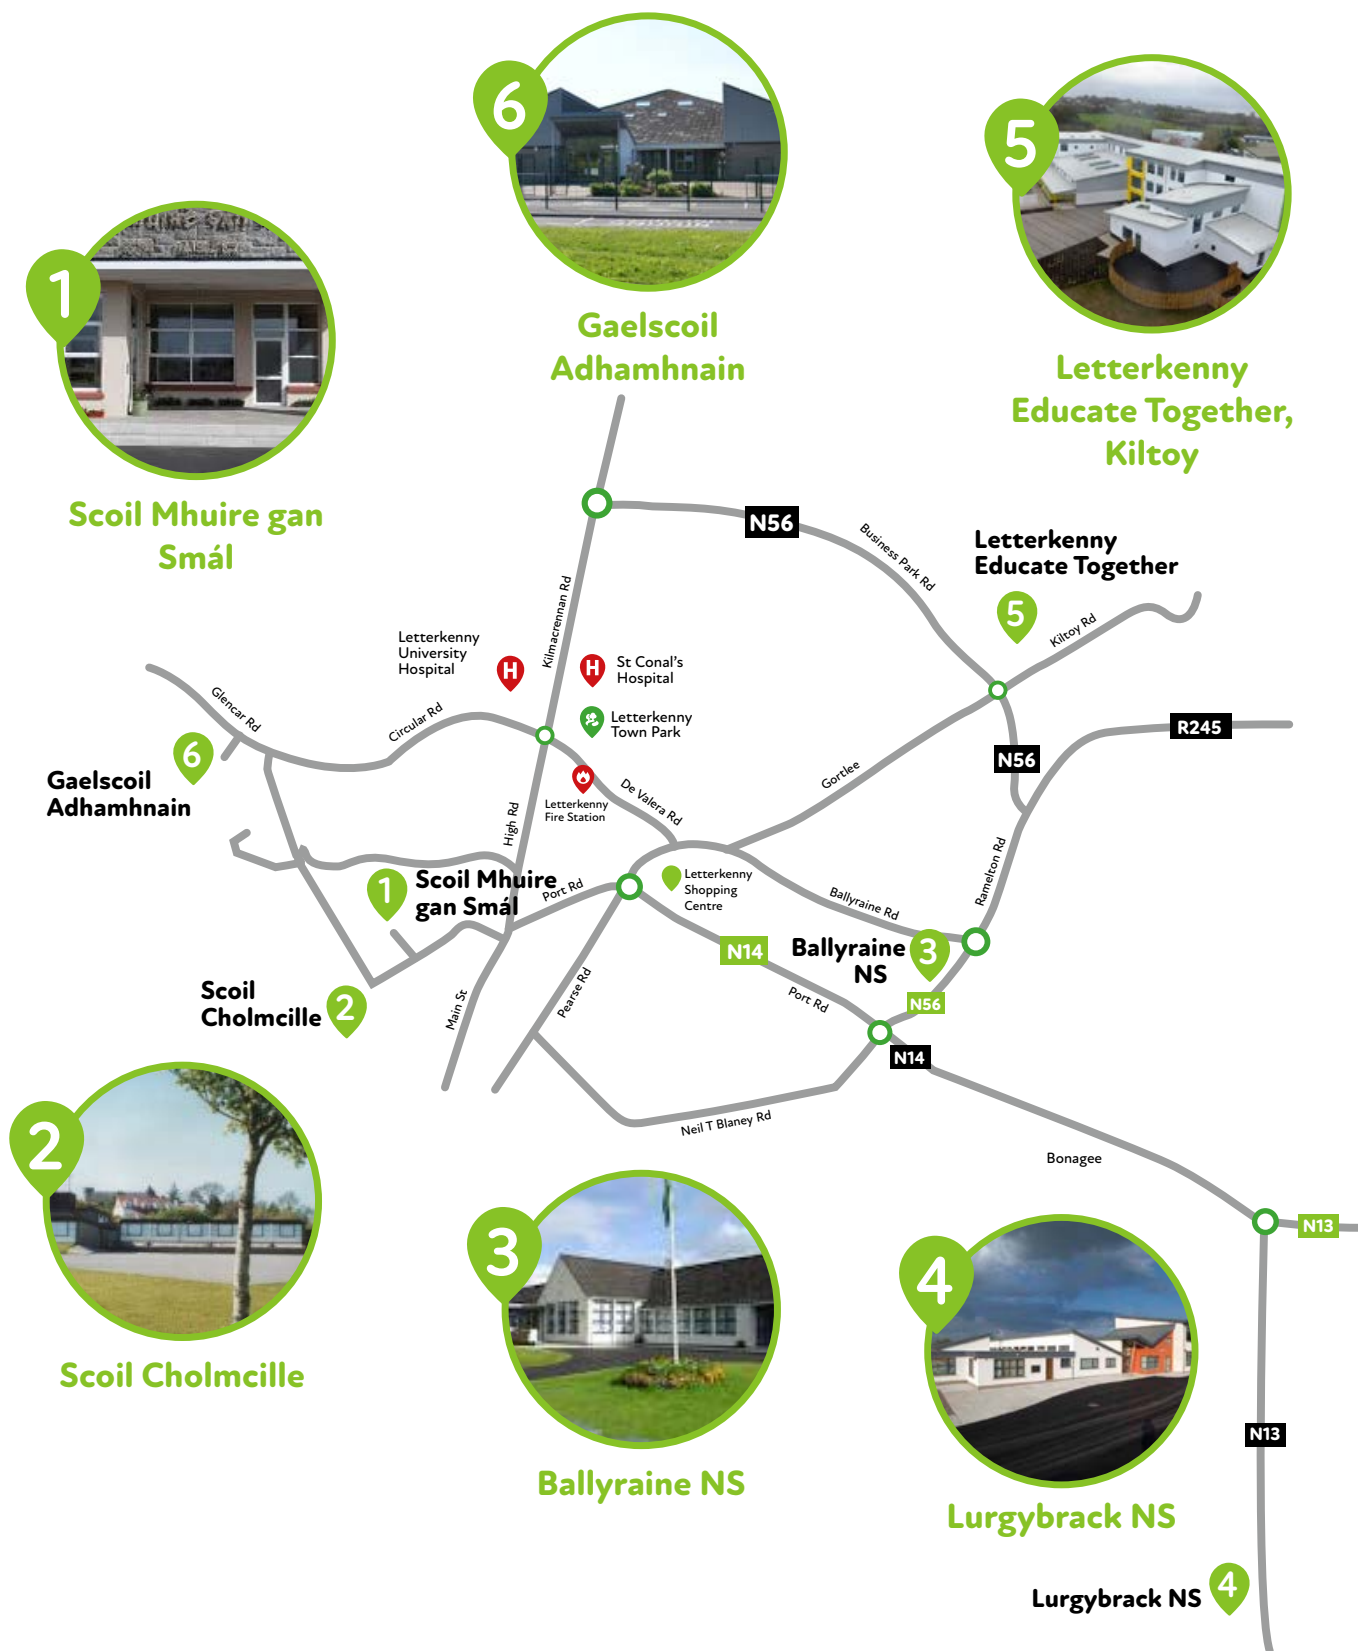 6
5
1
Gaelscoil
Adhamhnain
Letterkenny
Educate Together,
Kiltoy
Scoil Mhuire gan
Smál
N56
Business Park Rd
Letterkenny
Educate Together
5
Kiltoy Rd
Kilmacrennan Rd
Letterkenny
University
Hospital
H
H
St Conal's
Hospital
Letterkenny
Town Park
Glencar Rd
Circular Rd
R245
6
Gaelscoil
Adhamhnain
N56
Gortlee
De Valera Rd
Letterkenny
Fire Station
High Rd
Ramelton Rd
1
Scoil Mhuire
gan Smál
Port Rd
Letterkenny
Shopping
Centre
Ballyraine Rd
N14
Ballyraine
NS
3
Scoil
Cholmcille
2
Main St
Pearse Rd
Port Rd
N56
N14
Neil T Blaney Rd
Bonagee
2
3
4
N13
Scoil Cholmcille
N13
Ballyraine NS
Lurgybrack NS
Lurgybrack NS
4